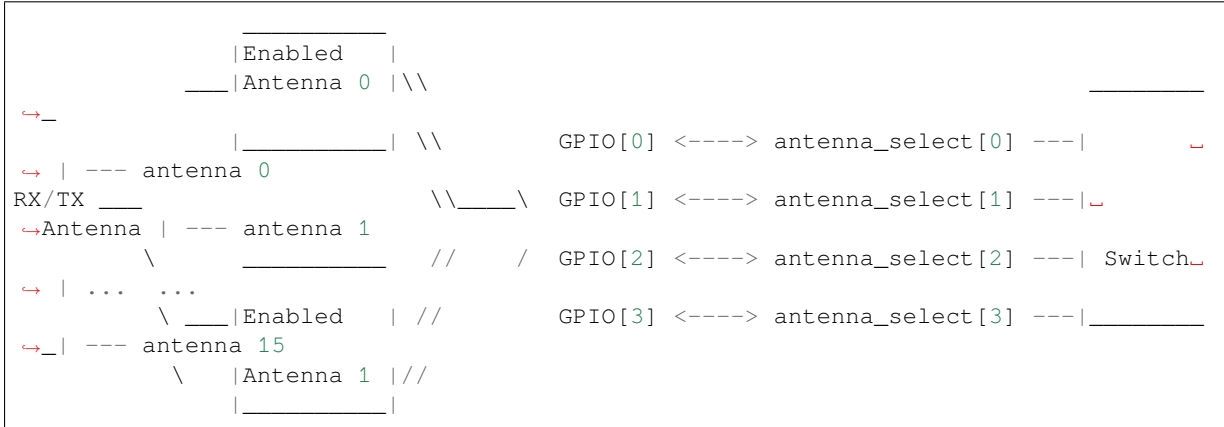 __________
              |Enabled   |
           ___|Antenna 0 |\\                                              ________
↪_
              |__________| \\        GPIO[0] <----> antenna_select[0] ---|       ␣
↪ | --- antenna 0
RX/TX ___                   \\____\  GPIO[1] <----> antenna_select[1] ---|␣
↪Antenna | --- antenna 1
         \     __________   //    /  GPIO[2] <----> antenna_select[2] ---| Switch␣
↪ | ...  ...
          \ ___|Enabled   | //        GPIO[3] <----> antenna_select[3] ---|________
↪_| --- antenna 15
           \   |Antenna 1 |//
               |__________|